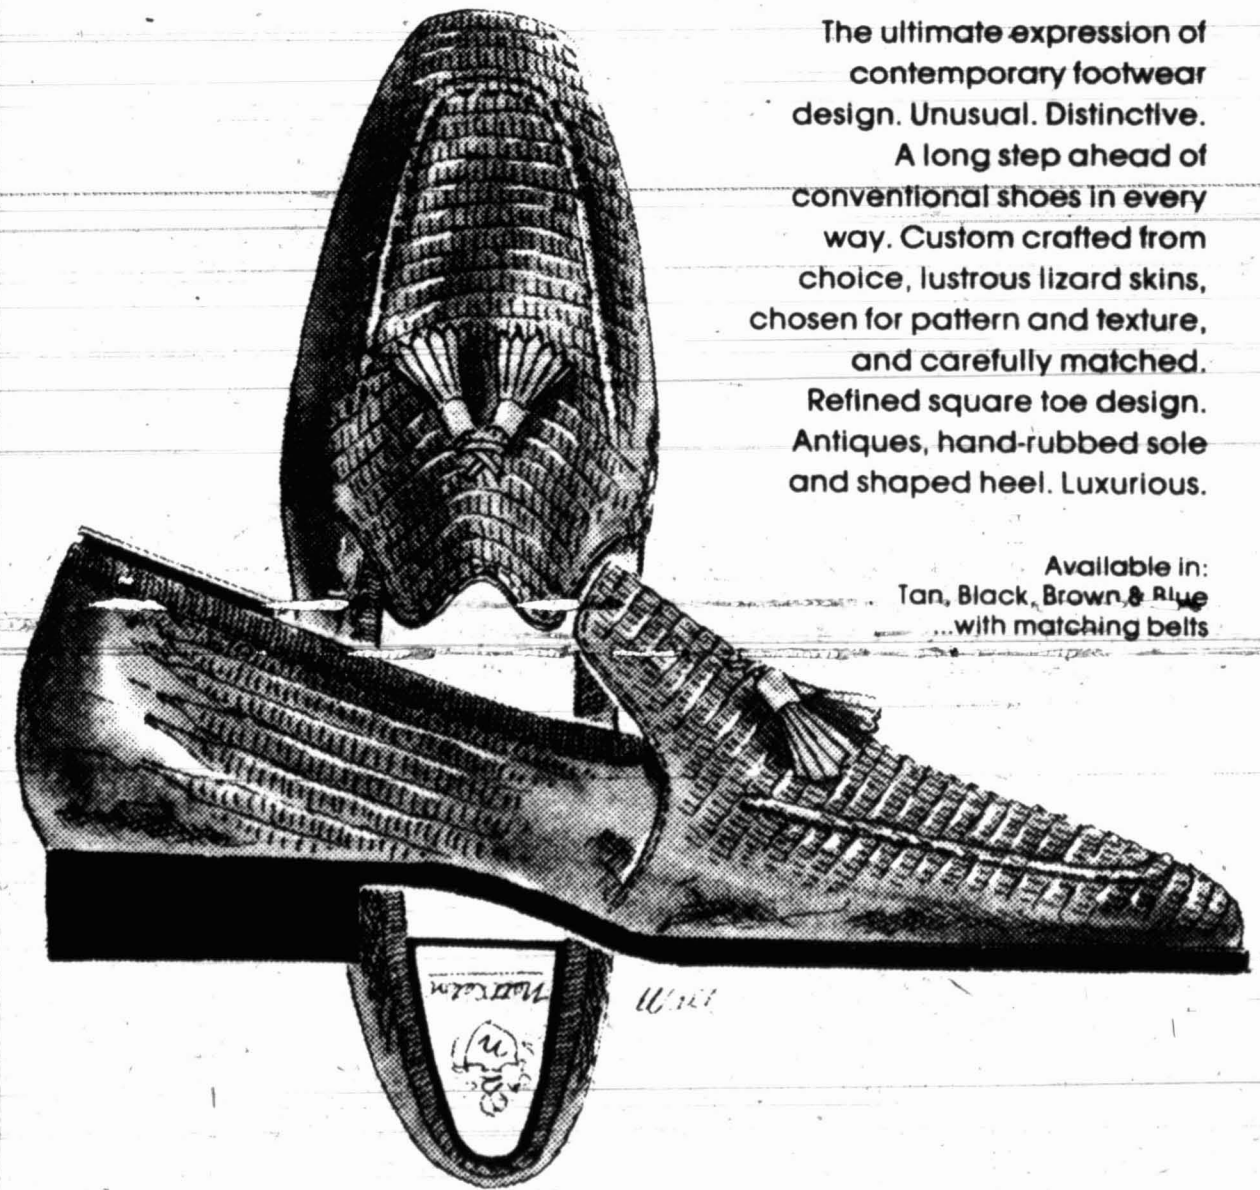 The ultimate expression of
contemporary footwear
design. Unusual. Distinctive.
A long step ahead of
conventional shoes in every
way. Custom crafted from
choice, lustrous lizard skins,
chosen for pattern and texture,
and carefully matched.
Refined square toe design.
Antiques, hand-rubbed sole
and shaped heel. Luxurious.
Available in:
Tan, Black, Brown & Blue
...with matching belts